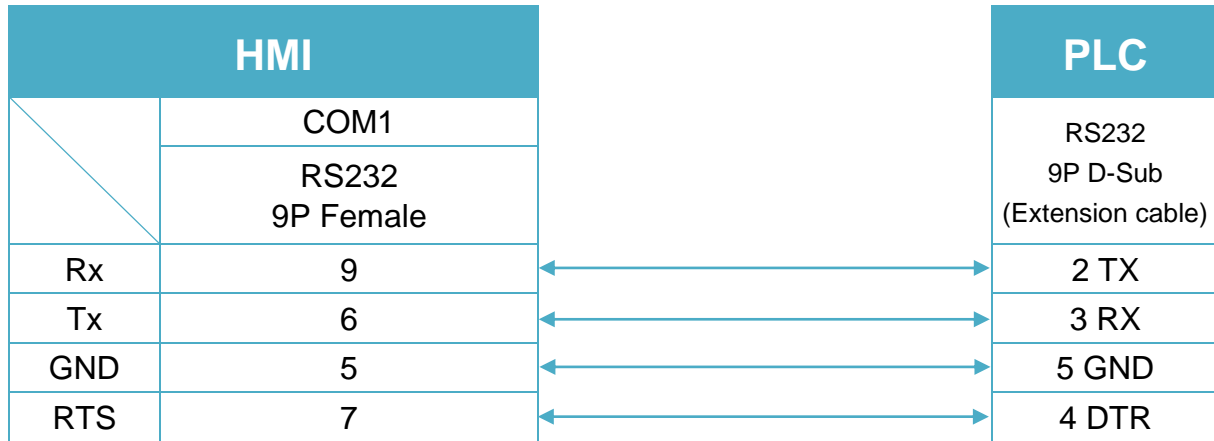 HMI
PLC
COM1
RS232
9P Female
RS232
9P D-Sub
(Extension cable)
Rx 9 2 TX
Tx 6 3 RX
GND 5 5 GND
RTS 7 4 DTR